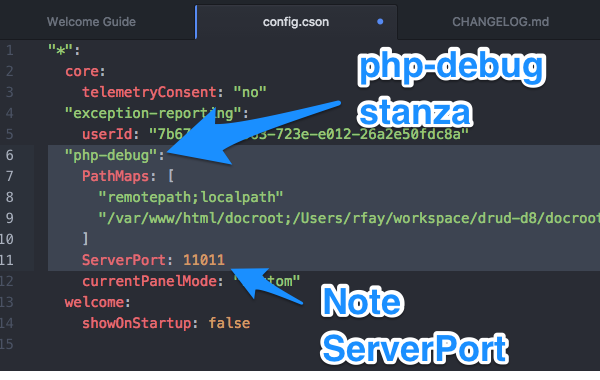 Welcome Guide
config.cson
CHANGELOG.md
1 "*":
2 core:
3 telemetryConsent: "no"
4 "exception-reporting":
5 userId: "7b67 63-723e-e012-26a2e50fdc8a"
6 "php-debug":
7 PathMaps: [
8 "remotepath;localpath"
9 "/var/www/html/docroot;/Users/rfay/workspace/drud-d8/docroot
10 ]
11 ServerPort: 11011
12 currentPanelMode: " tom"
13 welcome:
14 showOnStartup: false
15
php-debug
stanza
Note
ServerPort